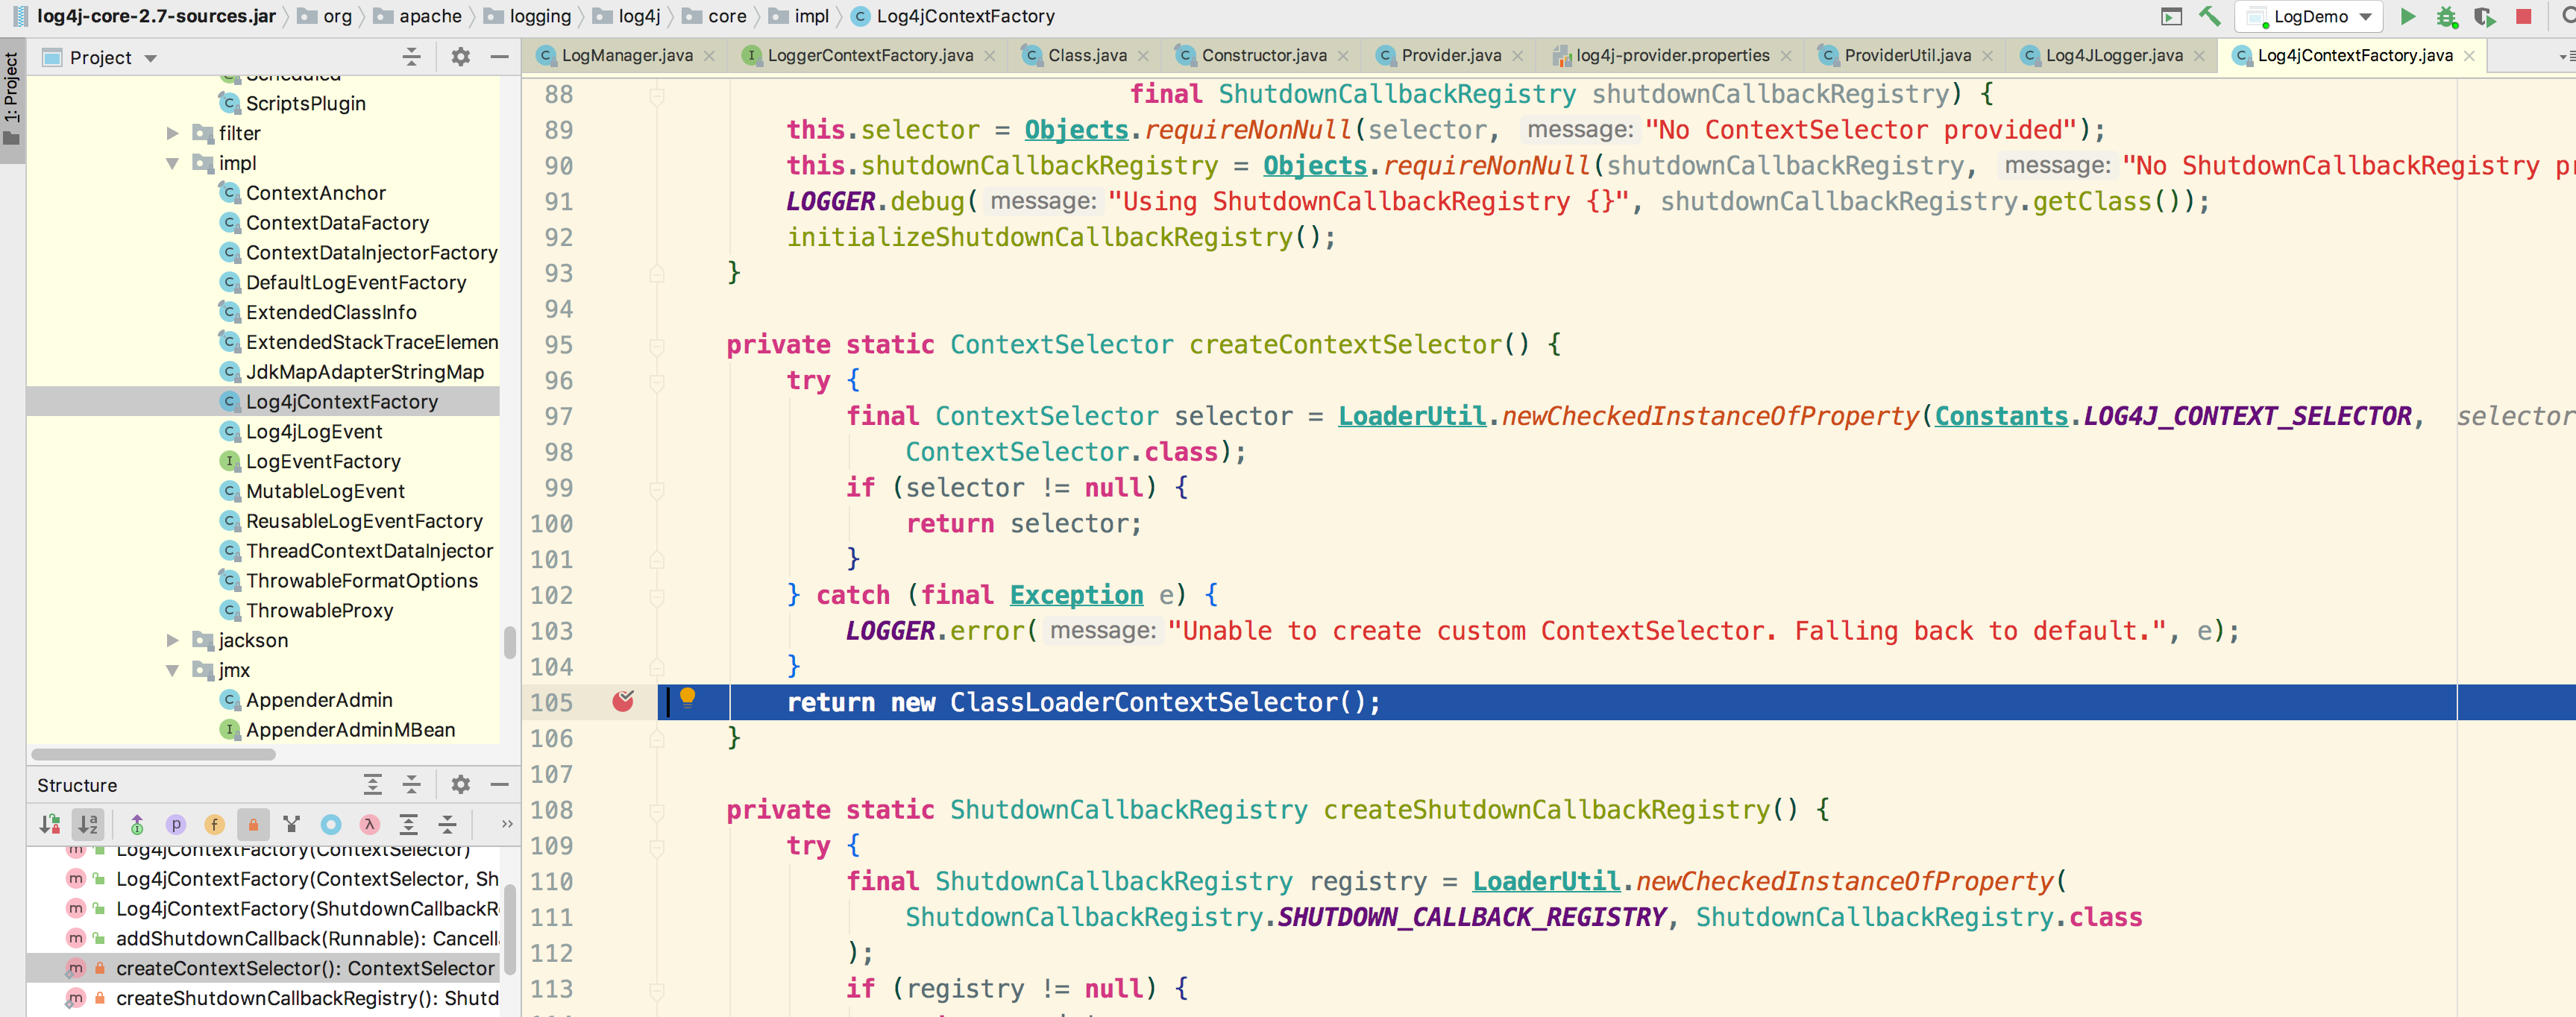 log4j-core-2.7-sources.jar org apache logging log4j core impl Log4jContextFactory LogDemo
1: Project
Project
LogManager.java LoggerContextFactory.java Class.java Constructor.java Provider.java log4j-provider.properties ProviderUtil.java Log4JLogger.java Log4jContextFactory.java
Scheduled
ScriptsPlugin
filter
impl
ContextAnchor
ContextDataFactory
ContextDataInjectorFactory
DefaultLogEventFactory
ExtendedClassInfo
ExtendedStackTraceElemen
JdkMapAdapterStringMap
Log4jContextFactory
Log4jLogEvent
LogEventFactory
MutableLogEvent
ReusableLogEventFactory
ThreadContextDataInjector
ThrowableFormatOptions
ThrowableProxy
jackson
jmx
AppenderAdmin
AppenderAdminMBean
Structure
Log4jContextFactory(ContextSelector)
Log4jContextFactory(ContextSelector, Sh
Log4jContextFactory(ShutdownCallbackR
addShutdownCallback(Runnable): Cancell
createContextSelector(): ContextSelector
createShutdownCallbackRegistry(): Shutd
88 final ShutdownCallbackRegistry shutdownCallbackRegistry) {
89 this.selector = Objects.requireNonNull(selector, message: "No ContextSelector provided");
90 this.shutdownCallbackRegistry = Objects.requireNonNull(shutdownCallbackRegistry, message: "No ShutdownCallbackRegistry pr
91 LOGGER.debug( message: "Using ShutdownCallbackRegistry {}", shutdownCallbackRegistry.getClass());
92 initializeShutdownCallbackRegistry();
93 }
94
95 private static ContextSelector createContextSelector() {
96 try {
97 final ContextSelector selector = LoaderUtil.newCheckedInstanceOfProperty(Constants.LOG4J_CONTEXT_SELECTOR, selector
98 ContextSelector.class);
99 if (selector != null) {
100 return selector;
101 }
102 } catch (final Exception e) {
103 LOGGER.error( message: "Unable to create custom ContextSelector. Falling back to default.", e);
104 }
105 return new ClassLoaderContextSelector();
106 }
107
108 private static ShutdownCallbackRegistry createShutdownCallbackRegistry() {
109 try {
110 final ShutdownCallbackRegistry registry = LoaderUtil.newCheckedInstanceOfProperty(
111 ShutdownCallbackRegistry.SHUTDOWN_CALLBACK_REGISTRY, ShutdownCallbackRegistry.class
112 );
113 if (registry != null) {